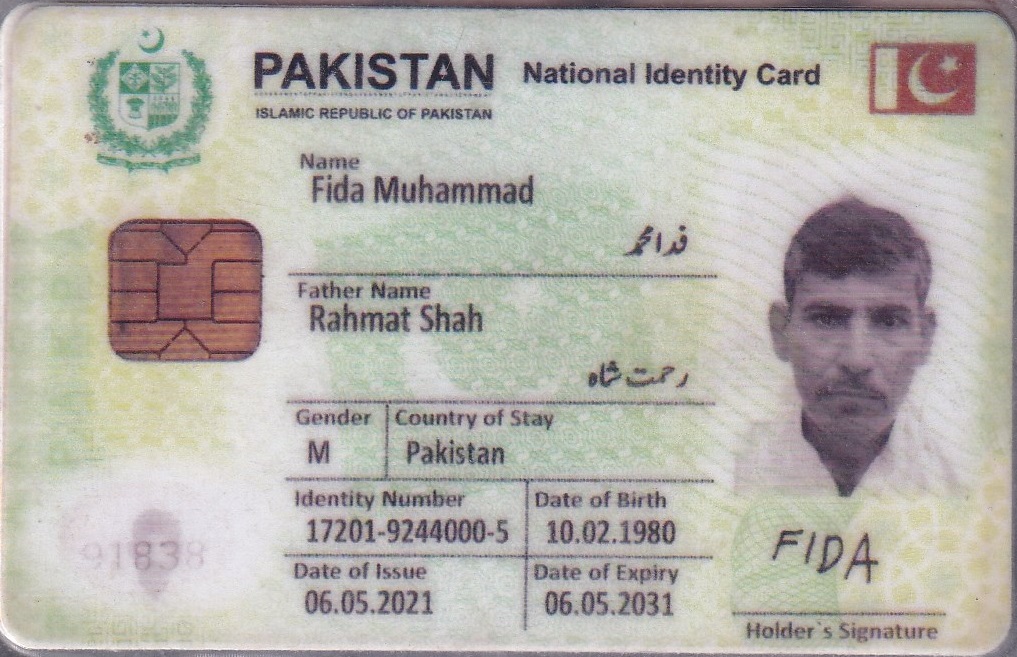 PAKISTAN National Identity Card
ISLAMIC REPUBLIC OF PAKISTAN
Name
Fida Muhammad
فدا محمد
Father Name
Rahmat Shah
رحمت شاہ
Gender Country of Stay
M Pakistan
Identity Number Date of Birth
17201-9244000-5 10.02.1980
91838
Date of Issue Date of Expiry
06.05.2021 06.05.2031
FIDA
Holder`s Signature